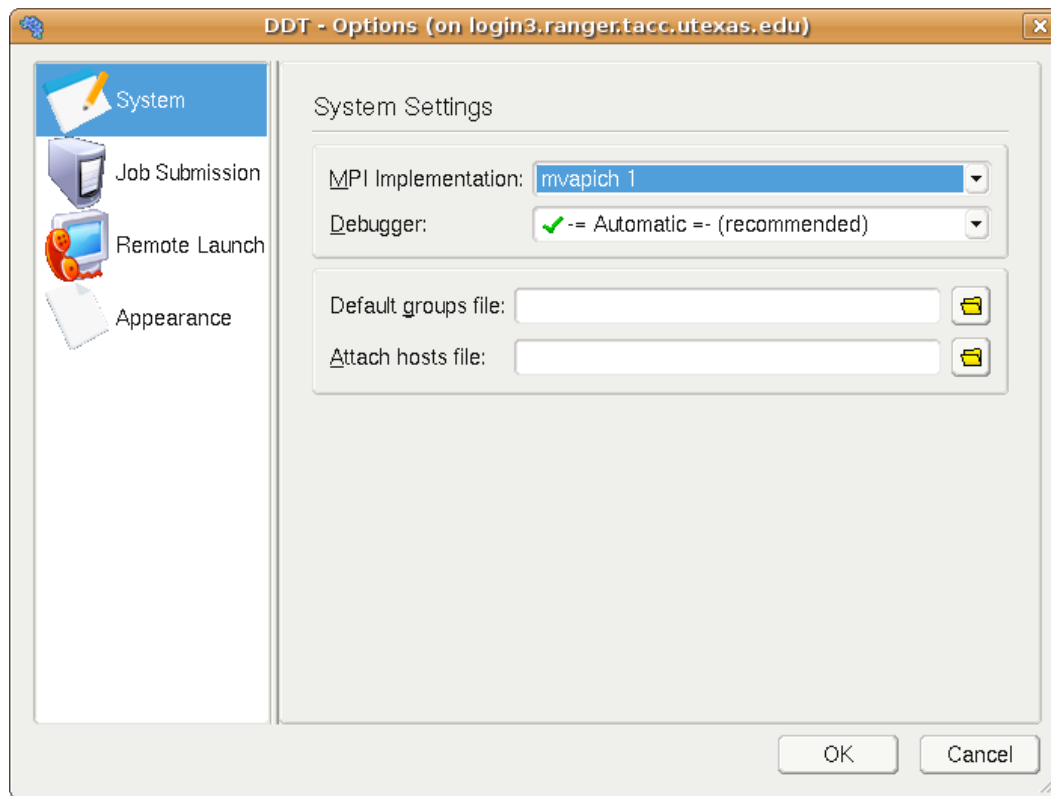 DDT - Options (on login3.ranger.tacc.utexas.edu)
System
Job Submission
Remote Launch
Appearance
System Settings
MPI Implementation: mvapich 1
Debugger: -= Automatic =- (recommended)
Default groups file:
Attach hosts file:
OK Cancel